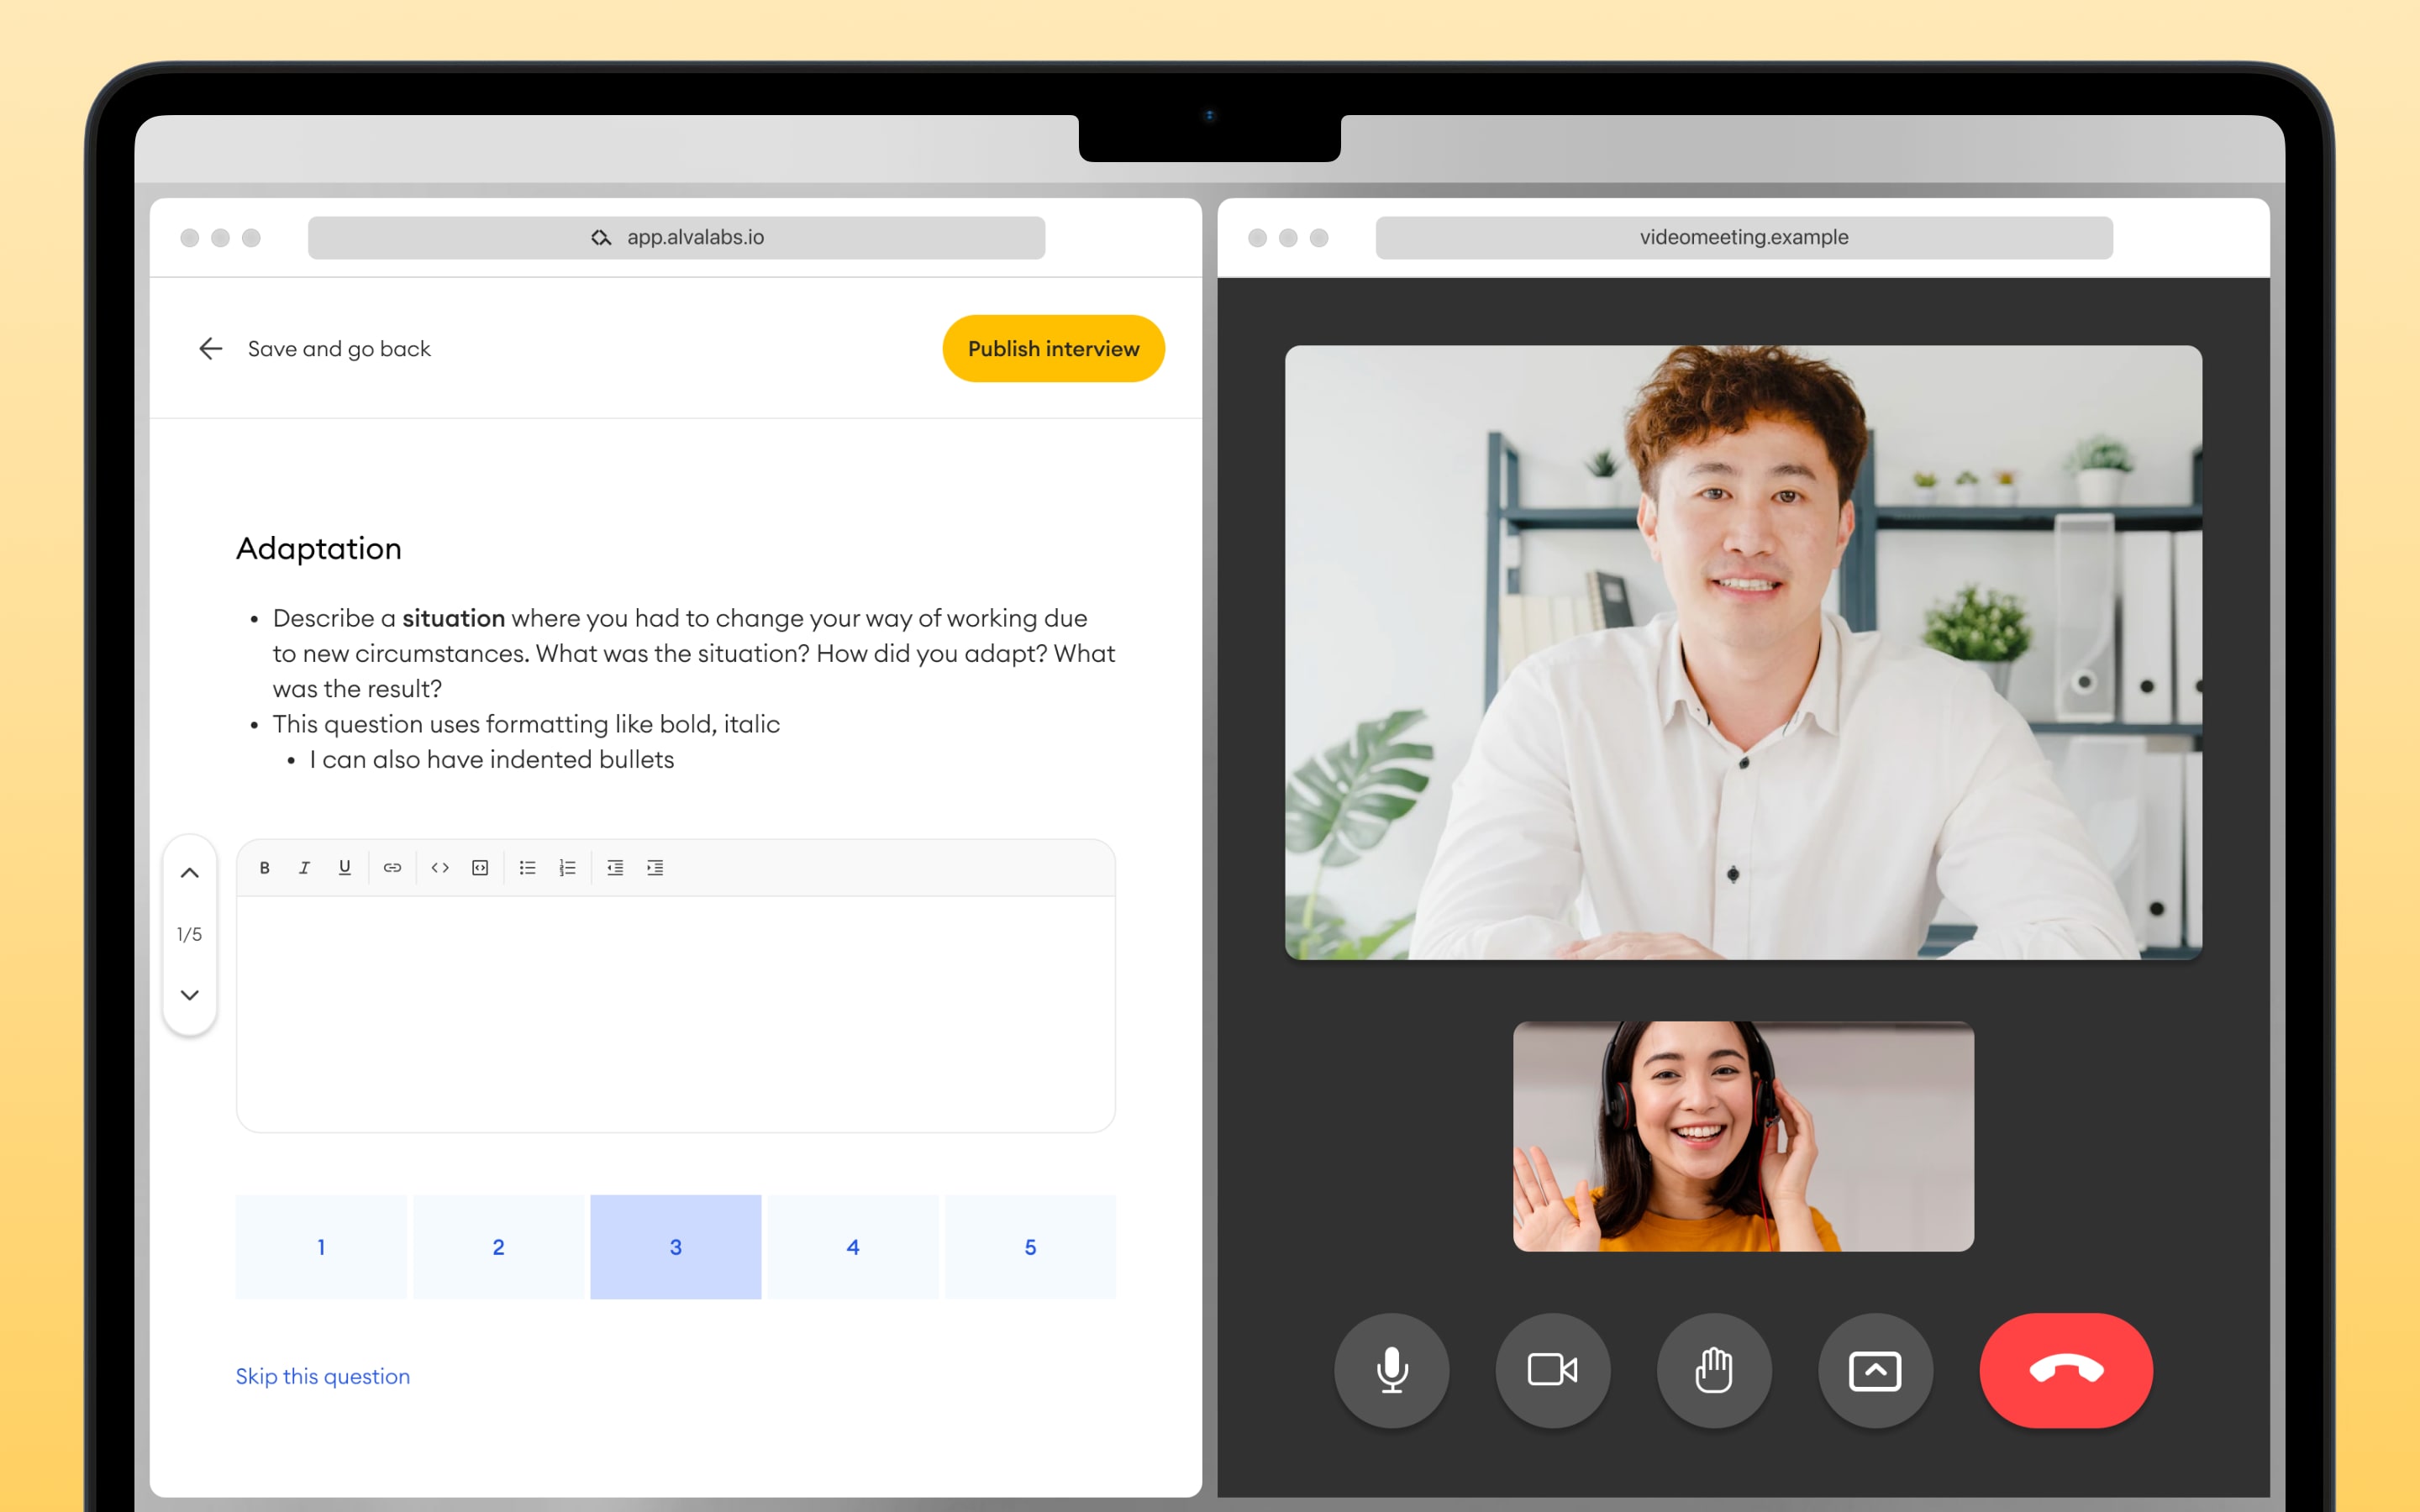 app.alvalabs.io
videomeeting.example
Save and go back
Publish interview
Adaptation
• Describe a situation where you had to change your way of working due
to new circumstances. What was the situation? How did you adapt? What
was the result?
• This question uses formatting like bold, italic
• I can also have indented bullets
B I U
1/5
1 2 3 4 5
Skip this question